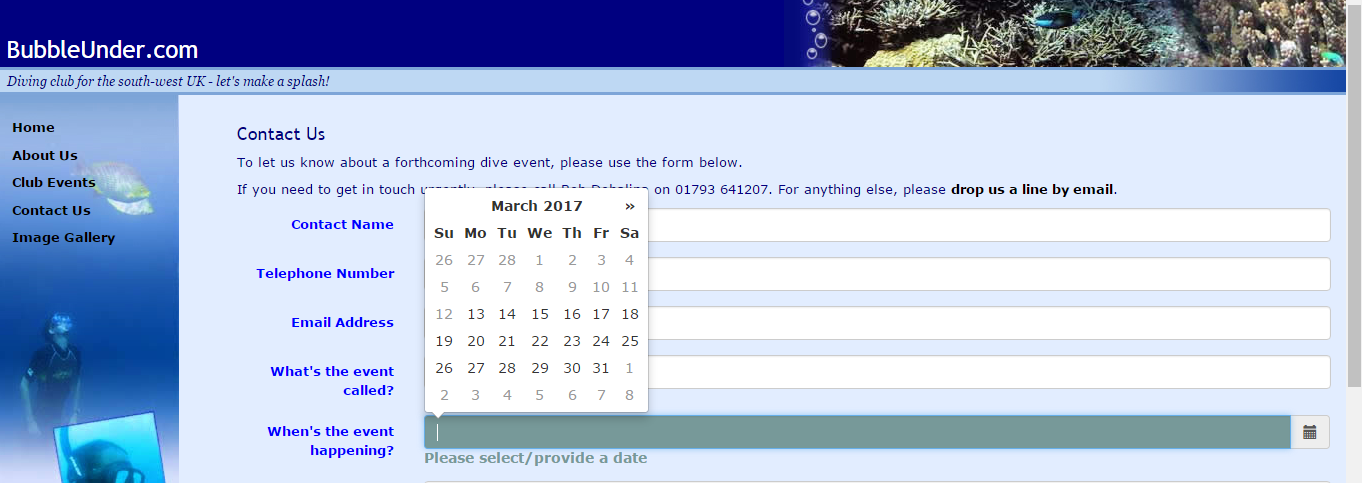 BubbleUnder.com
Diving club for the south-west UK - let's make a splash!
Home
About Us
Club Events
Contact Us
Image Gallery
Contact Us
To let us know about a forthcoming dive event, please use the form below.
If you need to get in touch urgently, please call Bob Dobalina on 01793 641207. For anything else, please drop us a line by email.
Contact Name
Telephone Number
Email Address
What's the event
called?
March 2017 »
Su Mo Tu We Th Fr Sa
26 27 28 1 2 3 4
5 6 7 8 9 10 11
12 13 14 15 16 17 18
19 20 21 22 23 24 25
26 27 28 29 30 31 1
2 3 4 5 6 7 8
When's the event
happening?
Please select/provide a date